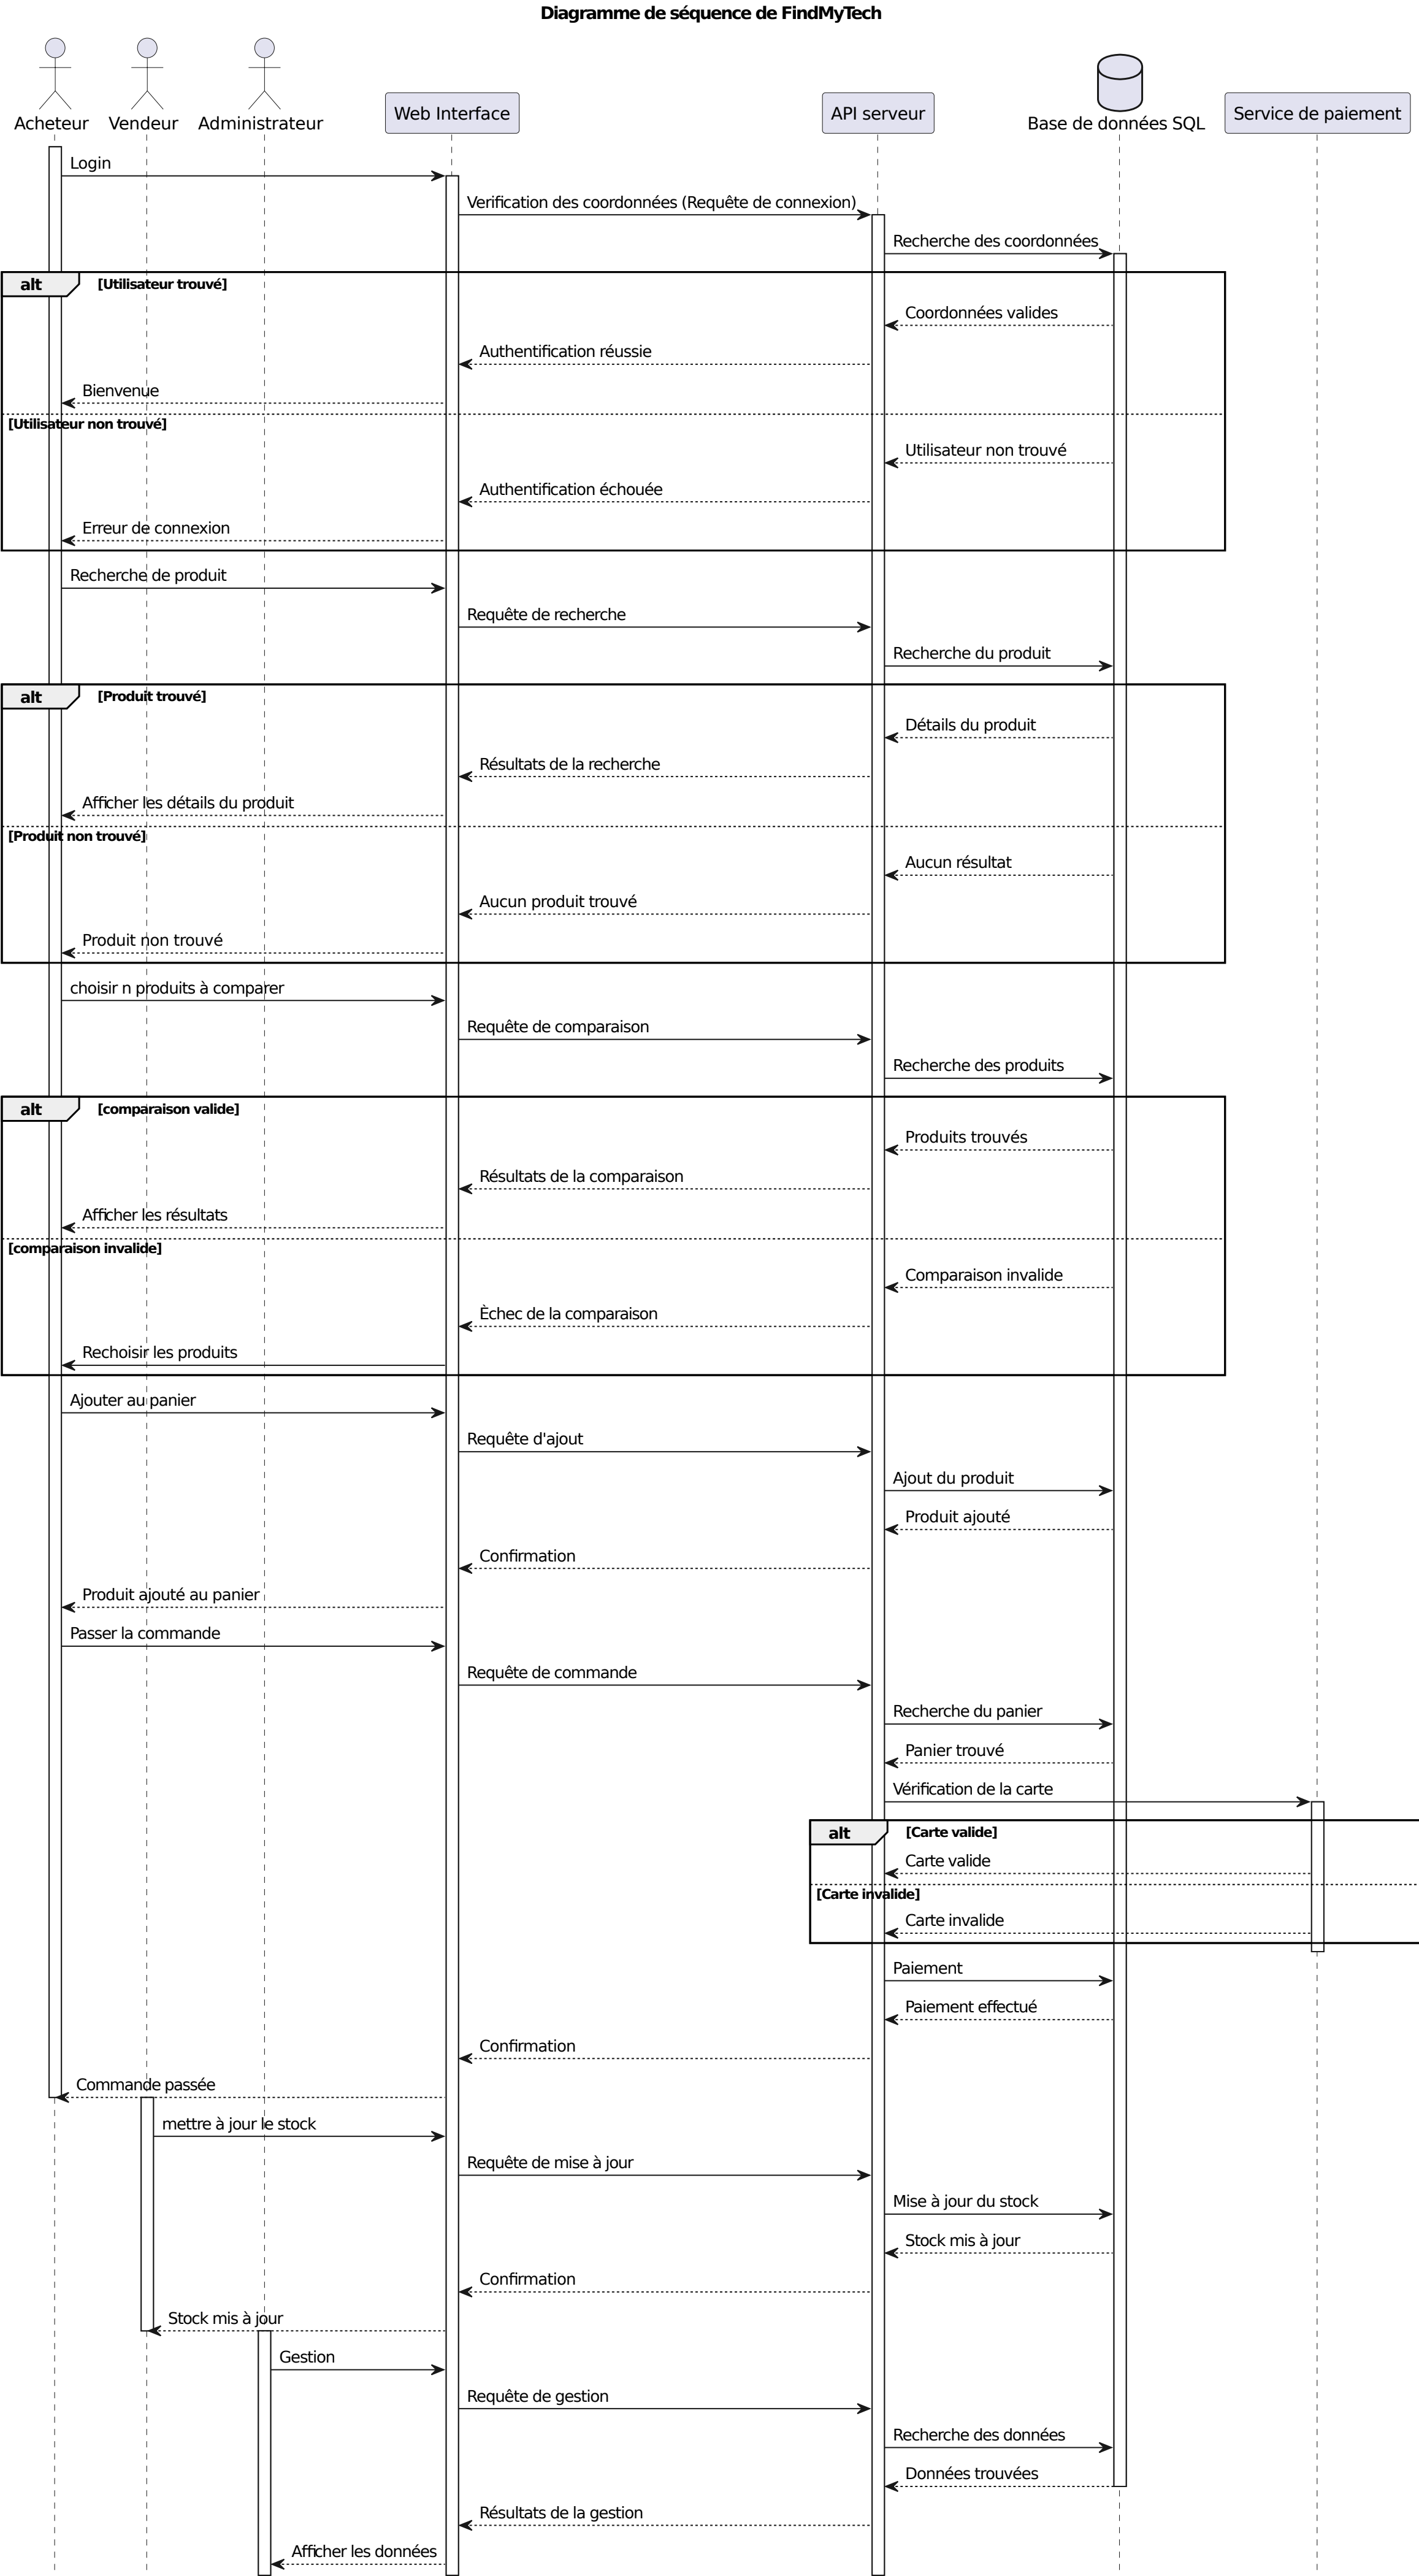 Diagramme de séquence de FindMyTech
Acheteur
Vendeur
Administrateur
Web Interface
API serveur
Base de données SQL
Service de paiement
Login
Verification des coordonnées (Requête de connexion)
Recherche des coordonnées
alt
[Utilisateur trouvé]
Coordonnées valides
Authentification réussie
Bienvenue
[Utilisateur non trouvé]
Utilisateur non trouvé
Authentification échouée
Erreur de connexion
Recherche de produit
Requête de recherche
Recherche du produit
alt
[Produit trouvé]
Détails du produit
Résultats de la recherche
Afficher les détails du produit
[Produit non trouvé]
Aucun résultat
Aucun produit trouvé
Produit non trouvé
choisir n produits à comparer
Requête de comparaison
Recherche des produits
alt
[comparaison valide]
Produits trouvés
Résultats de la comparaison
Afficher les résultats
[comparaison invalide]
Comparaison invalide
Èchec de la comparaison
Rechoisir les produits
Ajouter au panier
Requête d'ajout
Ajout du produit
Produit ajouté
Confirmation
Produit ajouté au panier
Passer la commande
Requête de commande
Recherche du panier
Panier trouvé
Vérification de la carte
alt
[Carte valide]
Carte valide
[Carte invalide]
Carte invalide
Paiement
Paiement effectué
Confirmation
Commande passée
mettre à jour le stock
Requête de mise à jour
Mise à jour du stock
Stock mis à jour
Confirmation
Stock mis à jour
Gestion
Requête de gestion
Recherche des données
Données trouvées
Résultats de la gestion
Afficher les données